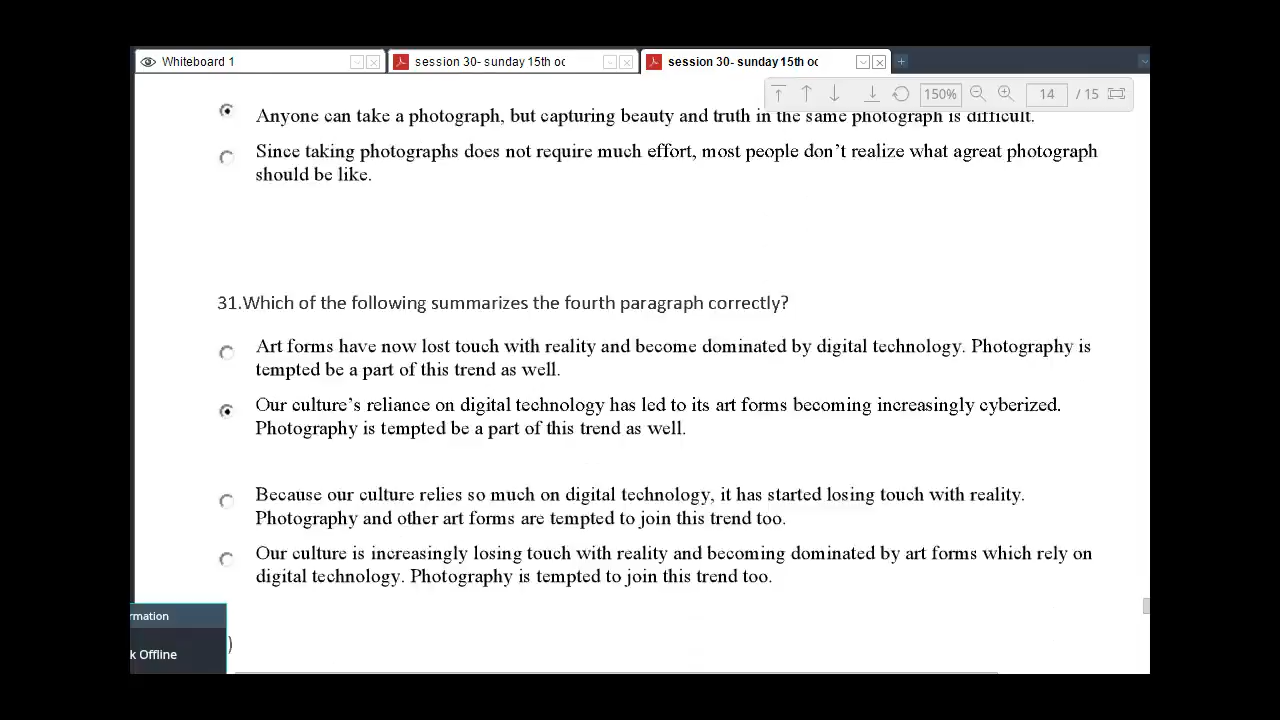 Whiteboard 1
session 30- sunday 15th oc
session 30- sunday 15th oc
150%
14 / 15
Anyone can take a photograph, but capturing beauty and truth in the same photograph is difficult.
Since taking photographs does not require much effort, most people don't realize what agreat photograph
should be like.
31.Which of the following summarizes the fourth paragraph correctly?
Art forms have now lost touch with reality and become dominated by digital technology. Photography is
tempted be a part of this trend as well.
Our culture's reliance on digital technology has led to its art forms becoming increasingly cyberized.
Photography is tempted be a part of this trend as well.
Because our culture relies so much on digital technology, it has started losing touch with reality.
Photography and other art forms are tempted to join this trend too.
Our culture is increasingly losing touch with reality and becoming dominated by art forms which rely on
digital technology. Photography is tempted to join this trend too.
rmation
)
k Offline